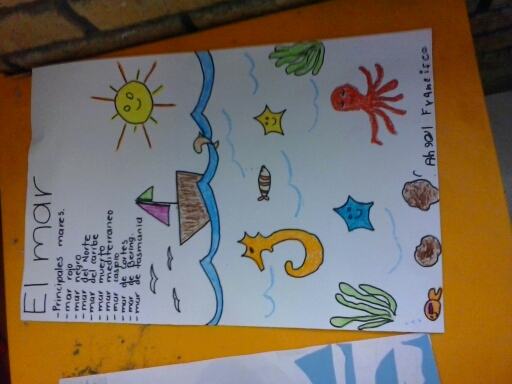 El mar
-Principales mares.
-mar rojo
-mar negro
-mar del Norte
-mar del caribe
-mar muerto
-mar mediterraneo
-mar caspio
-mar de Cortes
-mar de Bering.
-mar de tasmania
Angel Francisco